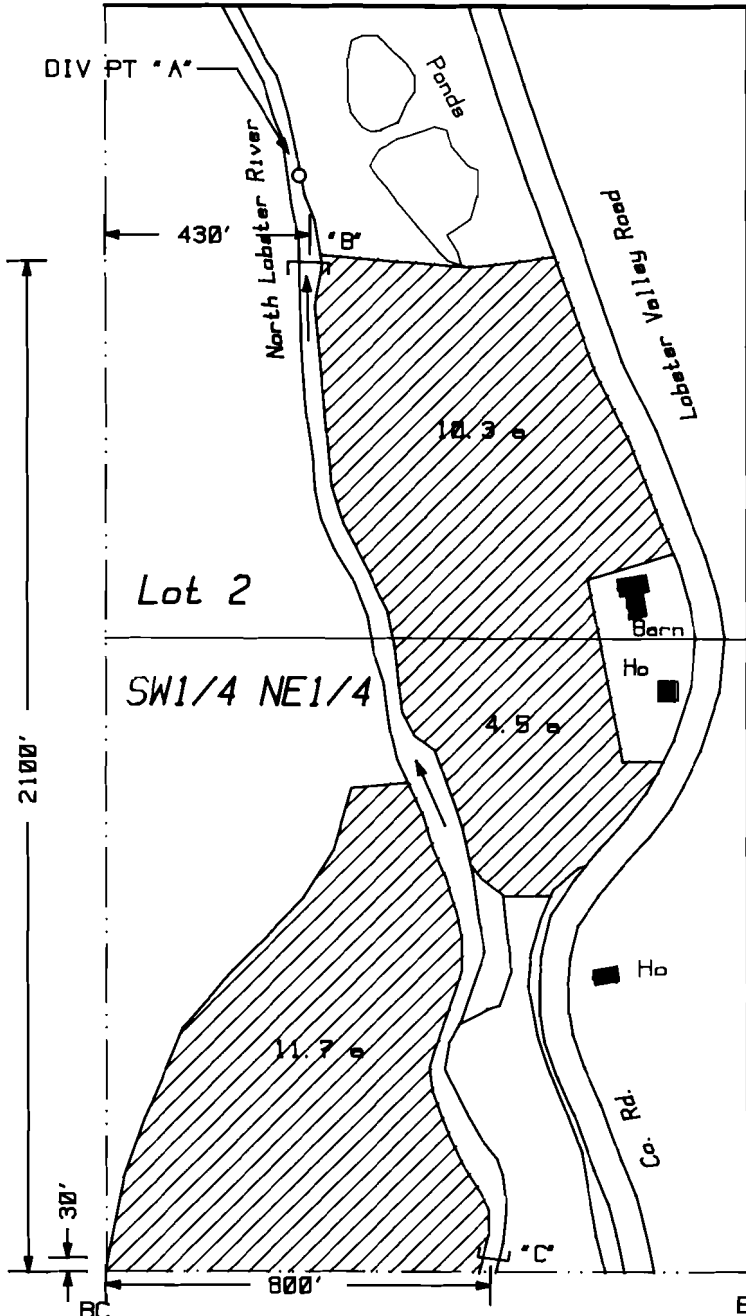 DIV PT "A"
Ponds
North Lobster River
430'
"B"
Lobster Valley Road
10.3 a
Lot 2
Barn
SW1/4 NE1/4
Ho
4.5 a
2100'
Ho
11.7 a
Co. Rd.
30'
"C"
800'